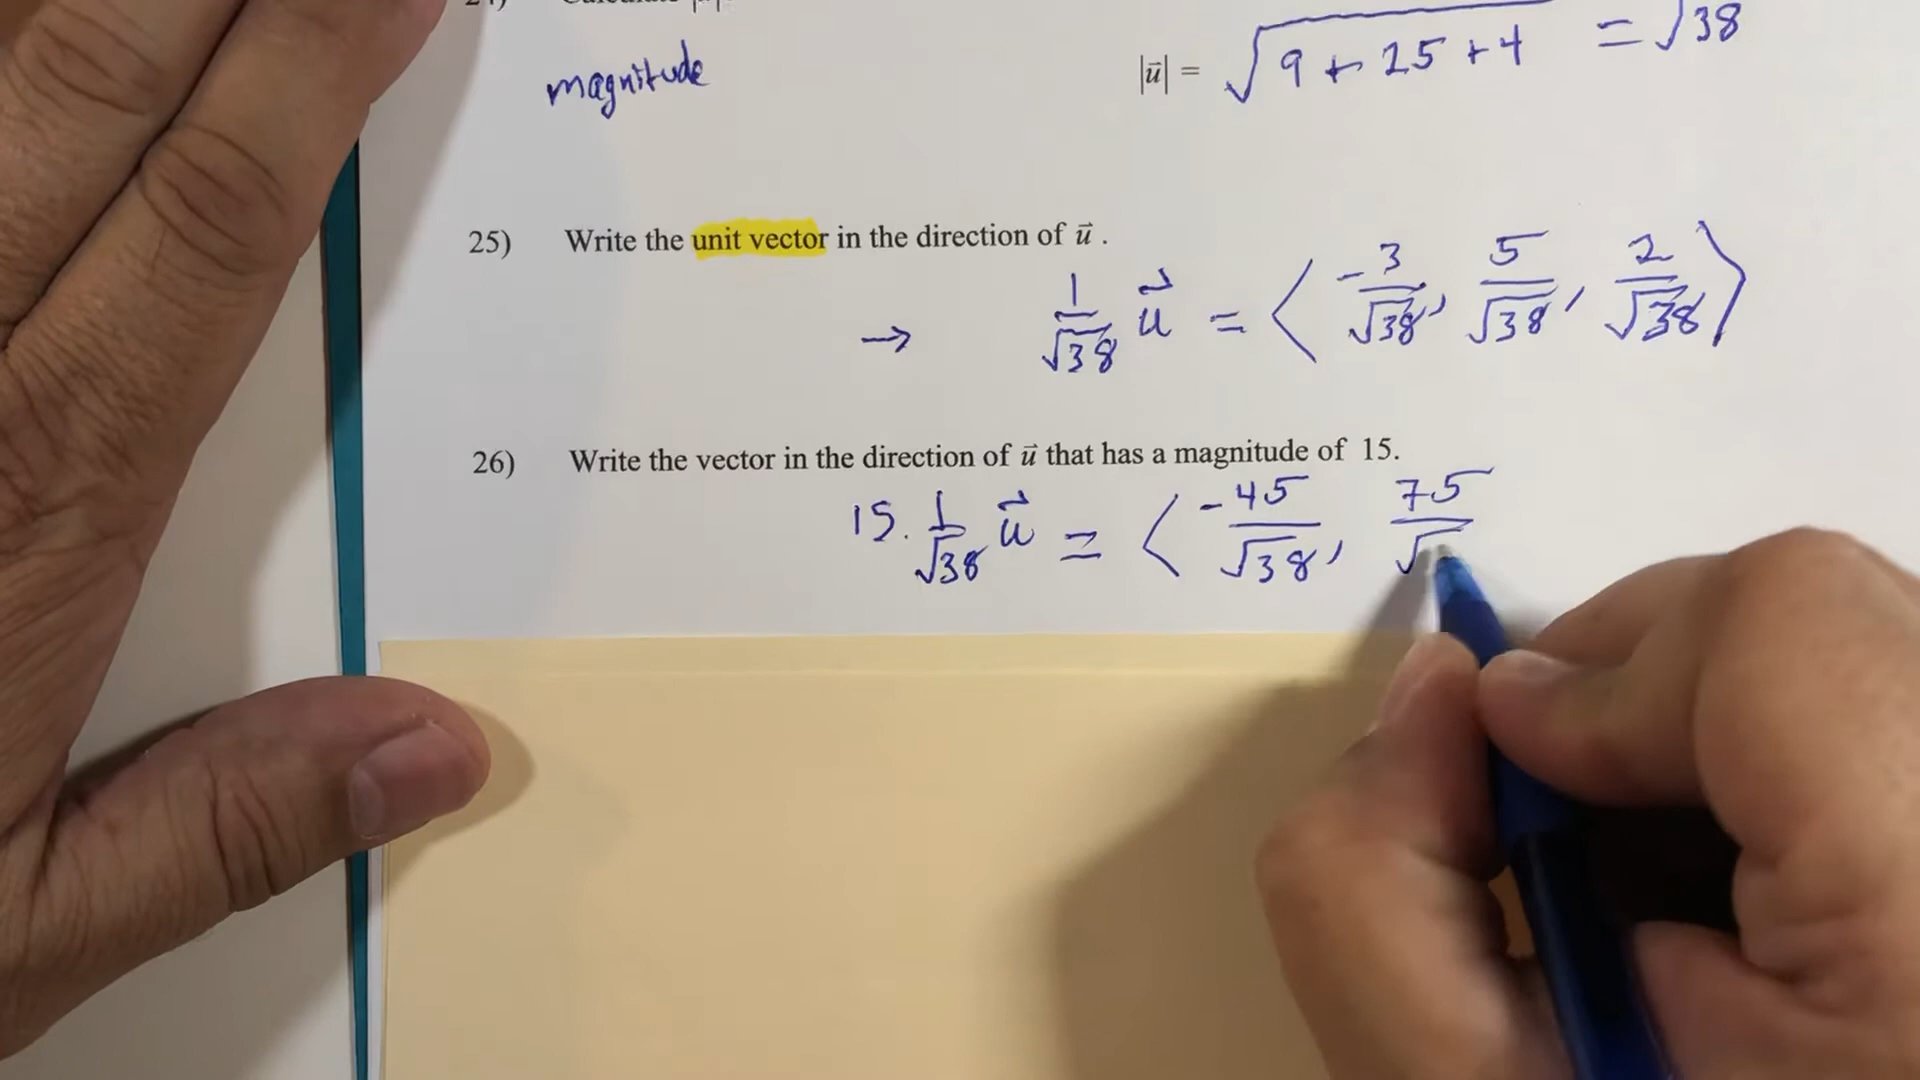 magnitude
|u⃗| = √(9 + 25 + 4) = √38
25) Write the unit vector in the direction of u⃗ .
→ 1/√38 u⃗ = ⟨ -3/√38, 5/√38, 2/√38 ⟩
26) Write the vector in the direction of u⃗ that has a magnitude of 15.
15. 1/√38 u⃗ = ⟨ -45/√38, 75/√